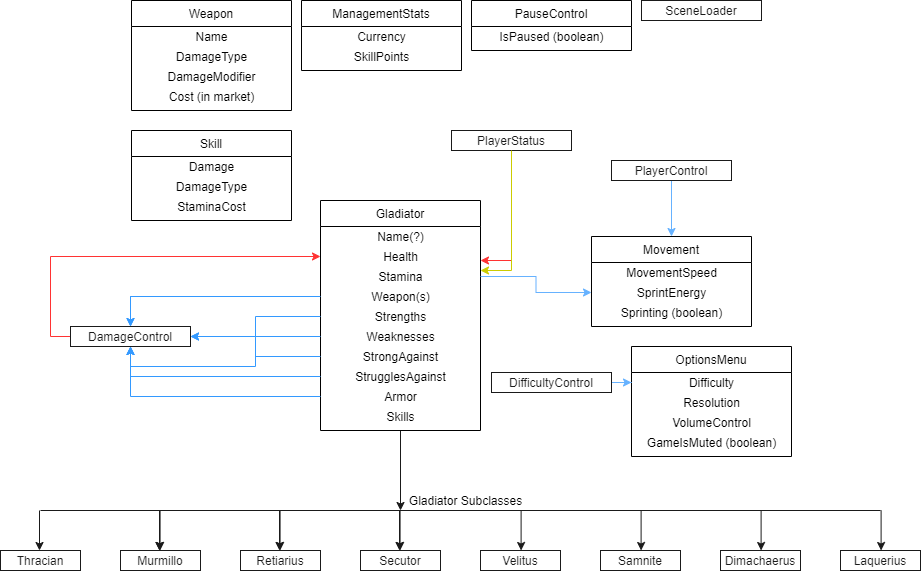 Weapon
Name
DamageType
DamageModifier
Cost (in market)
ManagementStats
Currency
SkillPoints
PauseControl
IsPaused (boolean)
SceneLoader
Skill
Damage
DamageType
StaminaCost
PlayerStatus
PlayerControl
Gladiator
Name(?)
Health
Stamina
Weapon(s)
Strengths
Weaknesses
StrongAgainst
StrugglesAgainst
Armor
Skills
Movement
MovementSpeed
SprintEnergy
Sprinting (boolean)
DamageControl
DifficultyControl
OptionsMenu
Difficulty
Resolution
VolumeControl
GameIsMuted (boolean)
Gladiator Subclasses
Thracian
Murmillo
Retiarius
Secutor
Velitus
Samnite
Dimachaerus
Laquerius